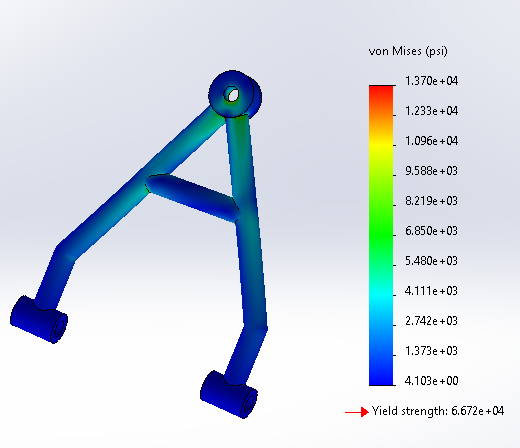 von Mises (psi)
1.370e+04
1.233e+04
1.096e+04
9.588e+03
8.219e+03
6.850e+03
5.480e+03
4.111e+03
2.742e+03
1.373e+03
4.103e+00
Yield strength: 6.672e+04